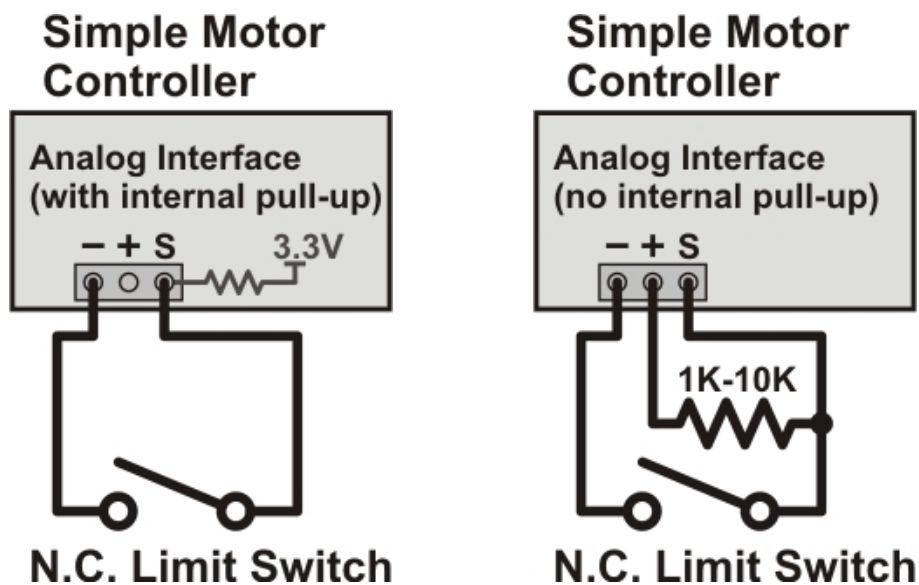 Simple Motor
Controller
Analog Interface
(with internal pull-up)
− + S
3.3V
N.C. Limit Switch
Simple Motor
Controller
Analog Interface
(no internal pull-up)
− + S
1K-10K
N.C. Limit Switch